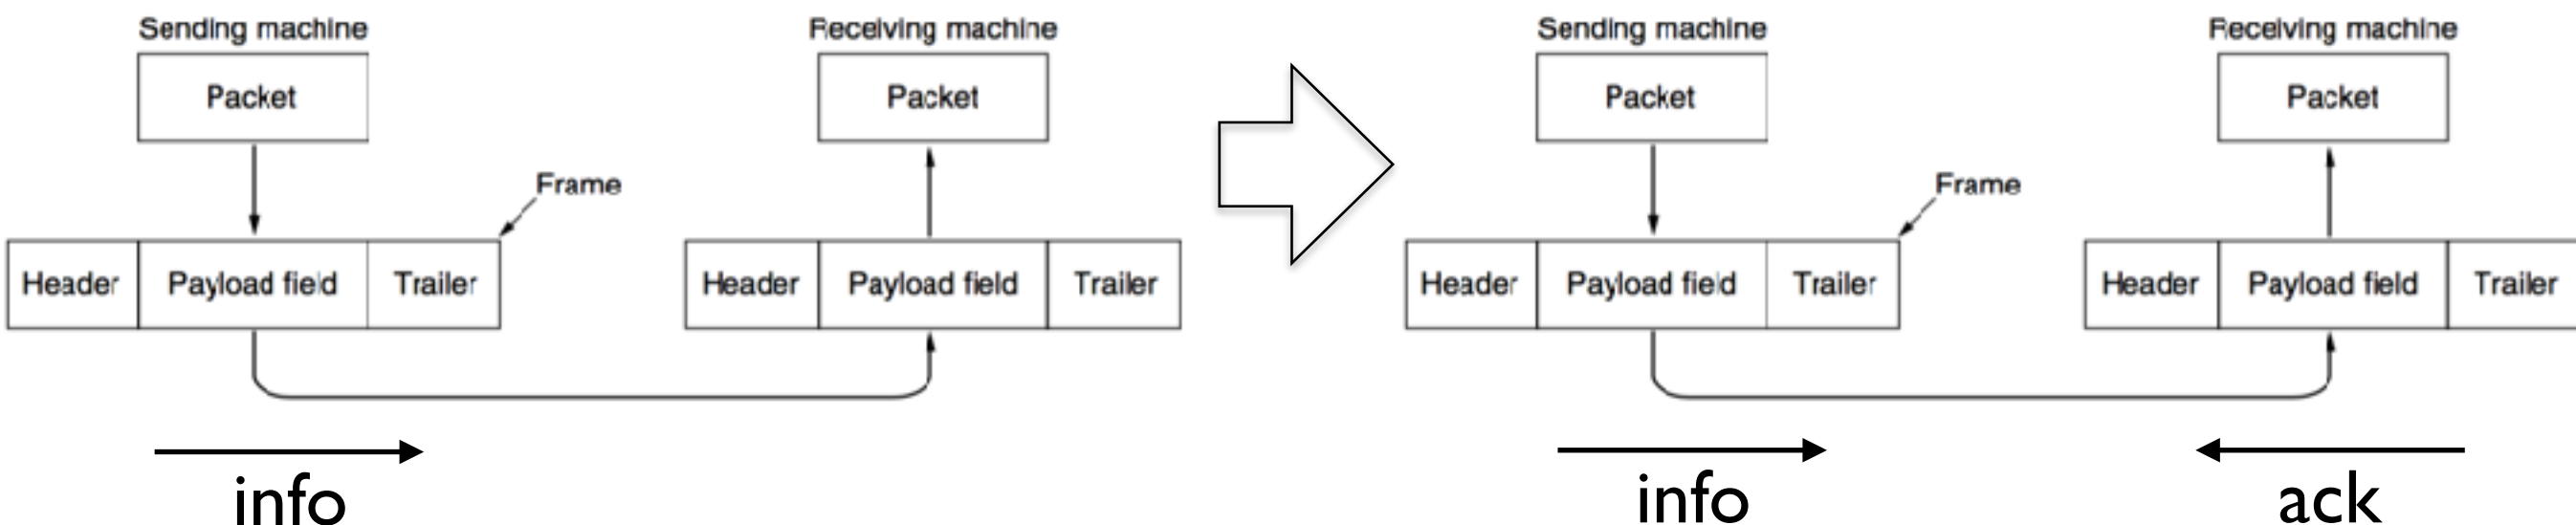 Sending machine
Receiving machine
Packet
Packet
Frame
Header
Payload field
Trailer
Header
Payload field
Trailer
info
Sending machine
Receiving machine
Packet
Packet
Frame
Header
Payload field
Trailer
Header
Payload field
Trailer
info
ack